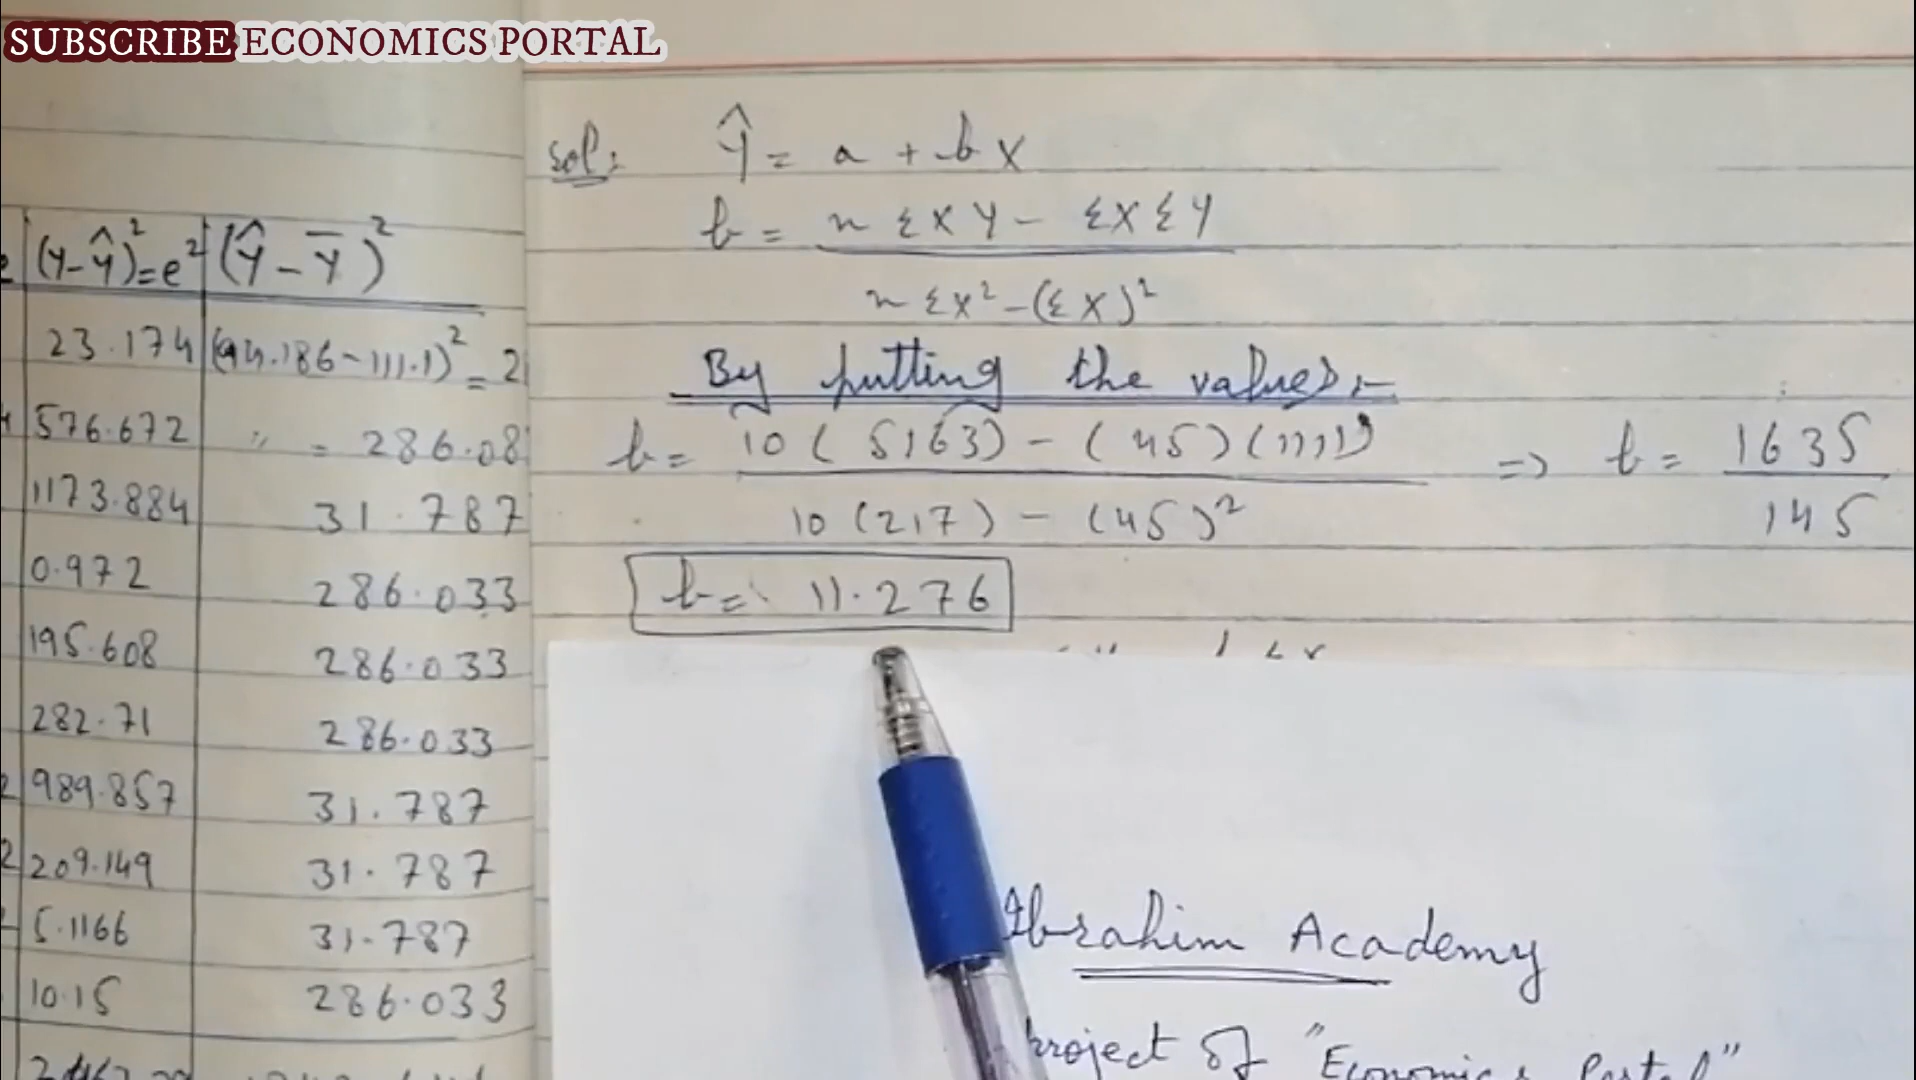 SUBSCRIBE ECONOMICS PORTAL
(Y-Ŷ)²=e² (Ŷ-Y̅)²
23.174 (94.186-111.1)² = 2
576.672 " = 286.08
1173.884 31.787
0.972 286.033
195.608 286.033
282.71 286.033
989.857 31.787
209.149 31.787
5.1166 31.787
10.15 286.033
Sol: Ŷ = a + bX
b = nΣXY - ΣXΣY
nΣX² - (ΣX)²
By putting the values:-
b = 10(5163) - (45)(1111) => b = 1635
10(217) - (45)² 145
b = 11.276
Ibrahim Academy
Project of "Economics Portal"